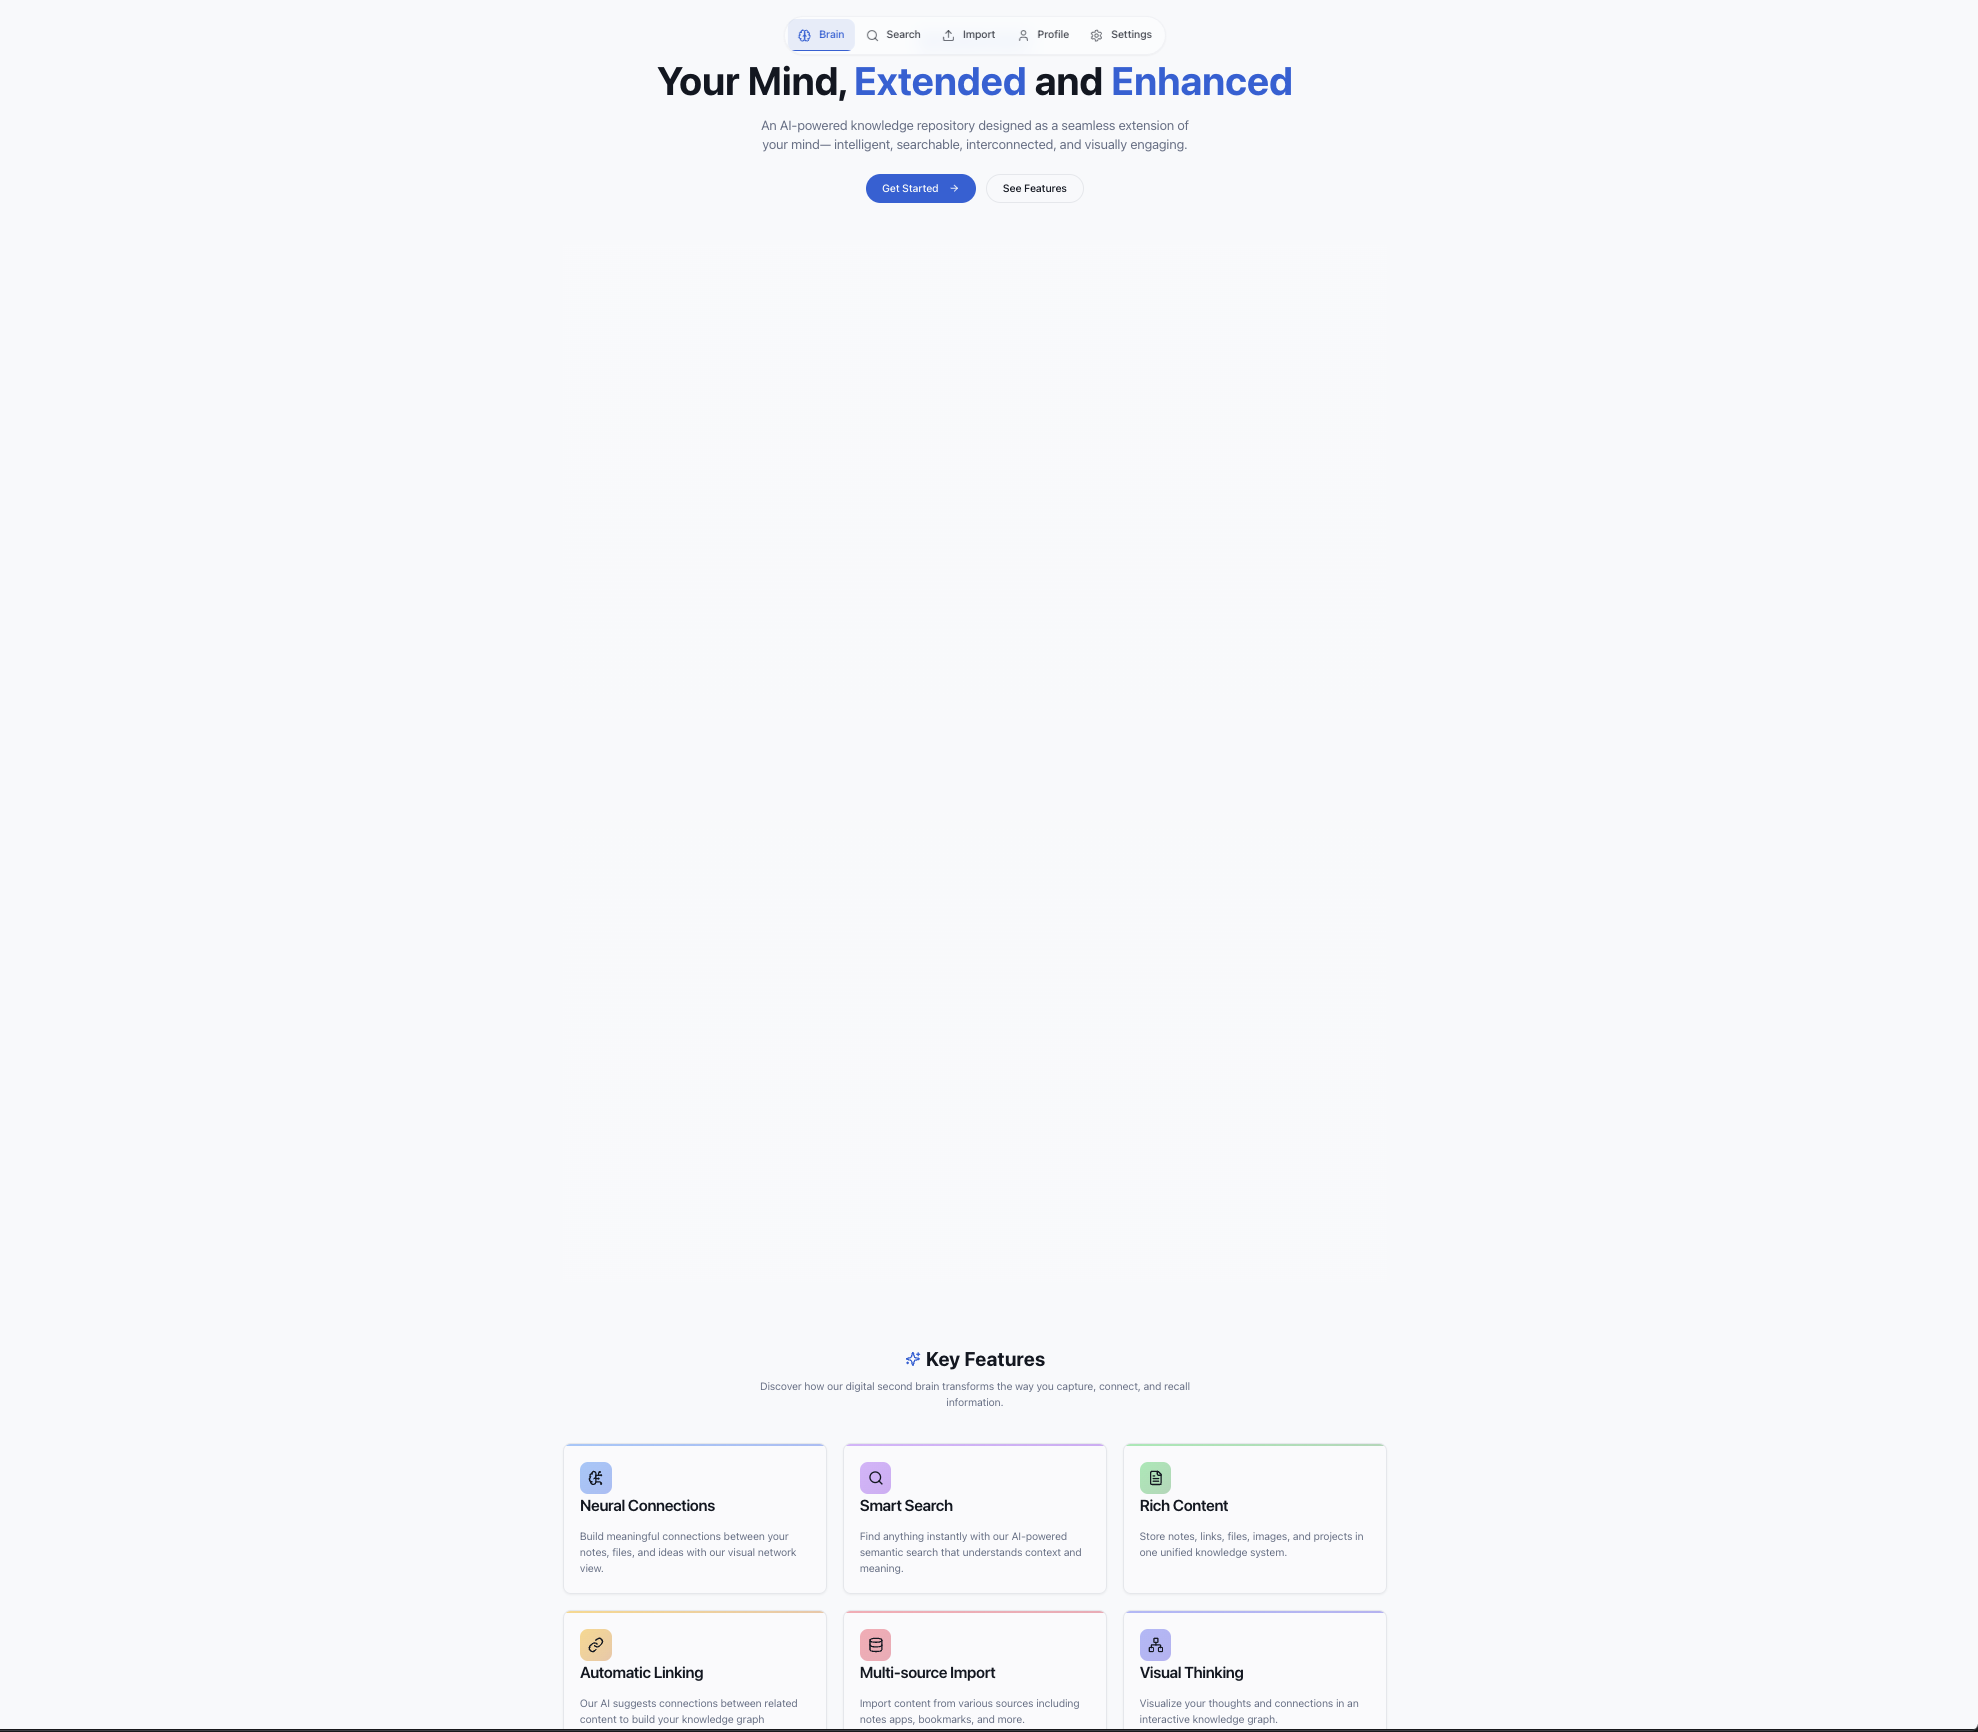 Brain Search Import Profile Settings
Your Mind, Extended and Enhanced
An AI-powered knowledge repository designed as a seamless extension of
your mind— intelligent, searchable, interconnected, and visually engaging.
Get Started → See Features
Key Features
Discover how our digital second brain transforms the way you capture, connect, and recall
information.
Neural Connections
Build meaningful connections between your
notes, files, and ideas with our visual network
view.
Smart Search
Find anything instantly with our AI-powered
semantic search that understands context and
meaning.
Rich Content
Store notes, links, files, images, and projects in
one unified knowledge system.
Automatic Linking
Our AI suggests connections between related
content to build your knowledge graph
Multi-source Import
Import content from various sources including
notes apps, bookmarks, and more.
Visual Thinking
Visualize your thoughts and connections in an
interactive knowledge graph.